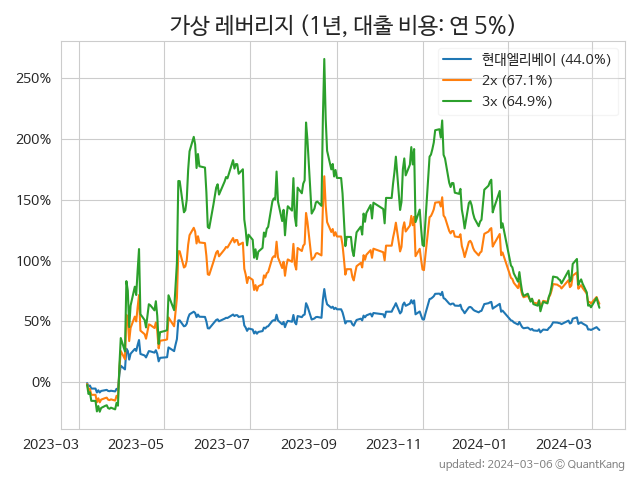 가상 레버리지 (1년, 대출 비용: 연 5%)
현대엘리베이 (44.0%)
2x (67.1%)
3x (64.9%)
250%
200%
150%
100%
50%
0%
2023-03 2023-05 2023-07 2023-09 2023-11 2024-01 2024-03
updated: 2024-03-06 © QuantKang